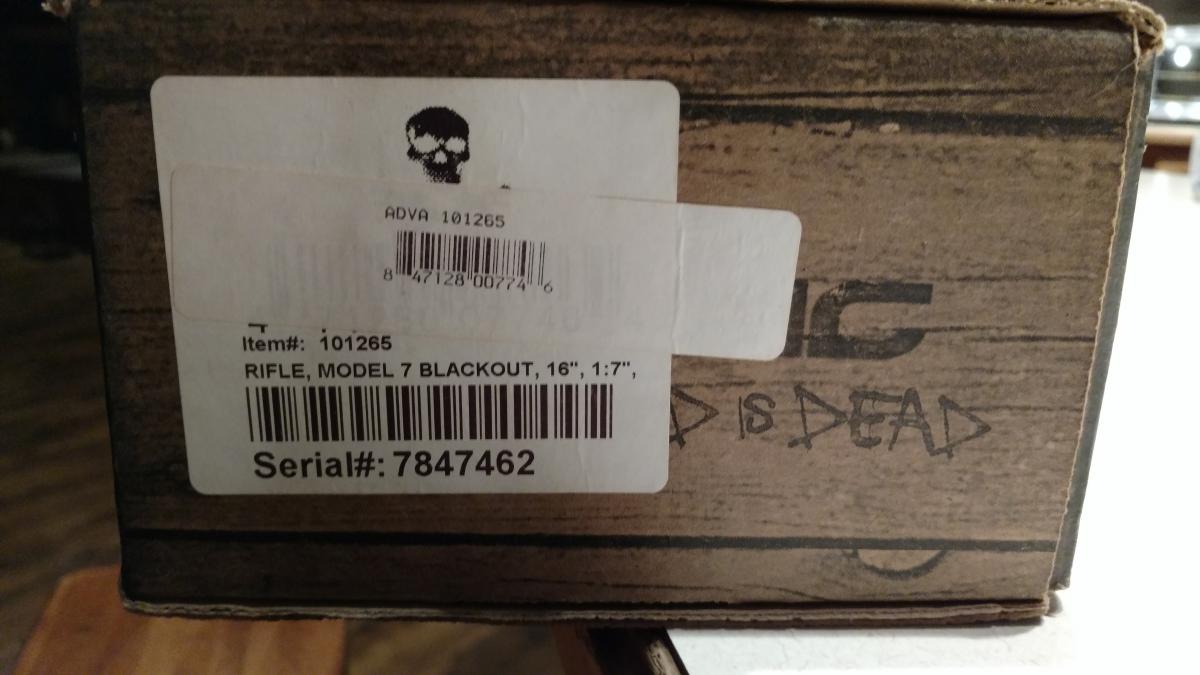 ADVA 101265
8 47128 00774 6
Item#: 101265
RIFLE, MODEL 7 BLACKOUT, 16", 1:7",
Serial#: 7847462
IC
D IS DEAD